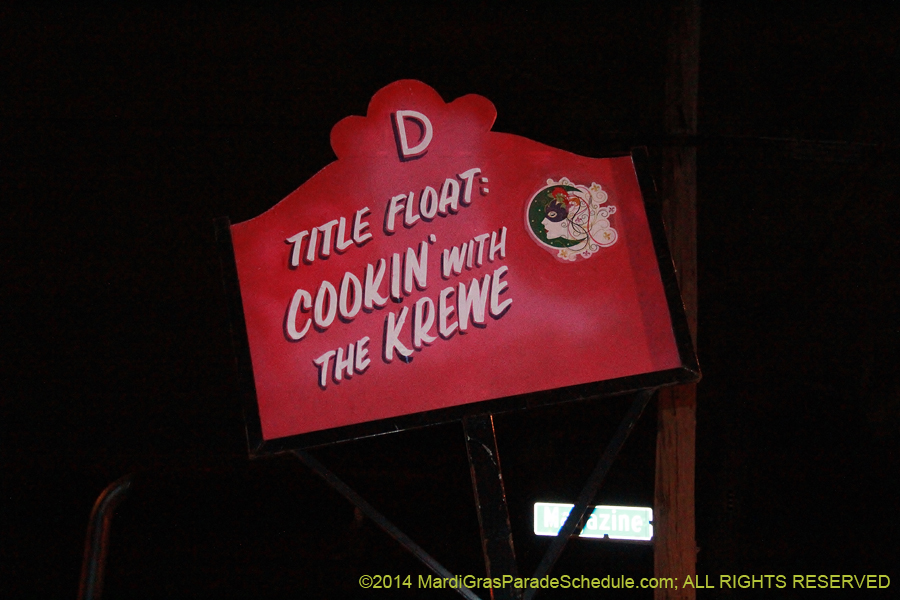 D
TITLE FLOAT:
COOKIN' WITH
THE KREWE
Magazine
©2014 MardiGrasParadeSchedule.com; ALL RIGHTS RESERVED